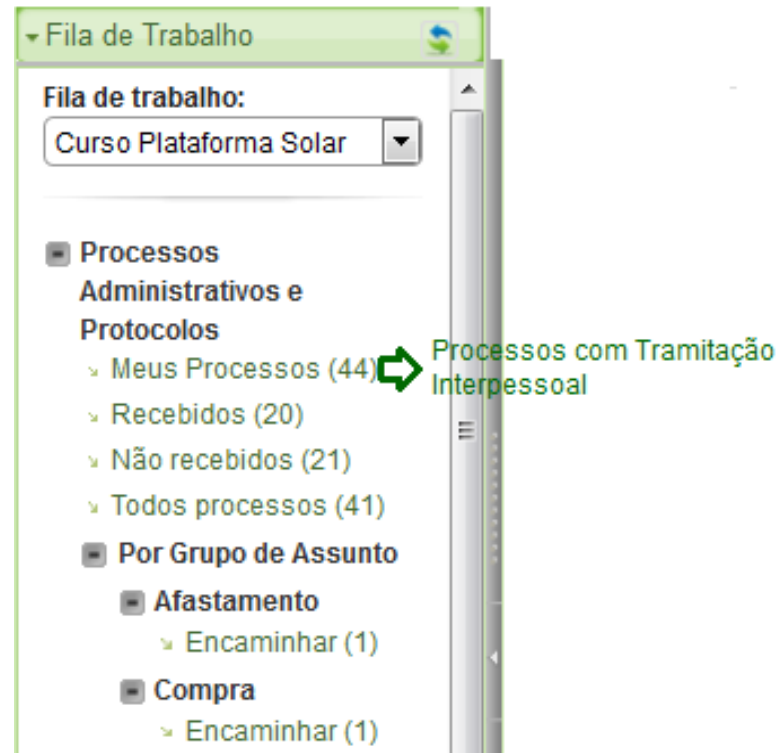 Fila de Trabalho
Fila de trabalho:
Curso Plataforma Solar
Processos
Administrativos e
Protocolos
Meus Processos (44)
Processos com Tramitação
Interpessoal
Recebidos (20)
Não recebidos (21)
Todos processos (41)
Por Grupo de Assunto
Afastamento
Encaminhar (1)
Compra
Encaminhar (1)